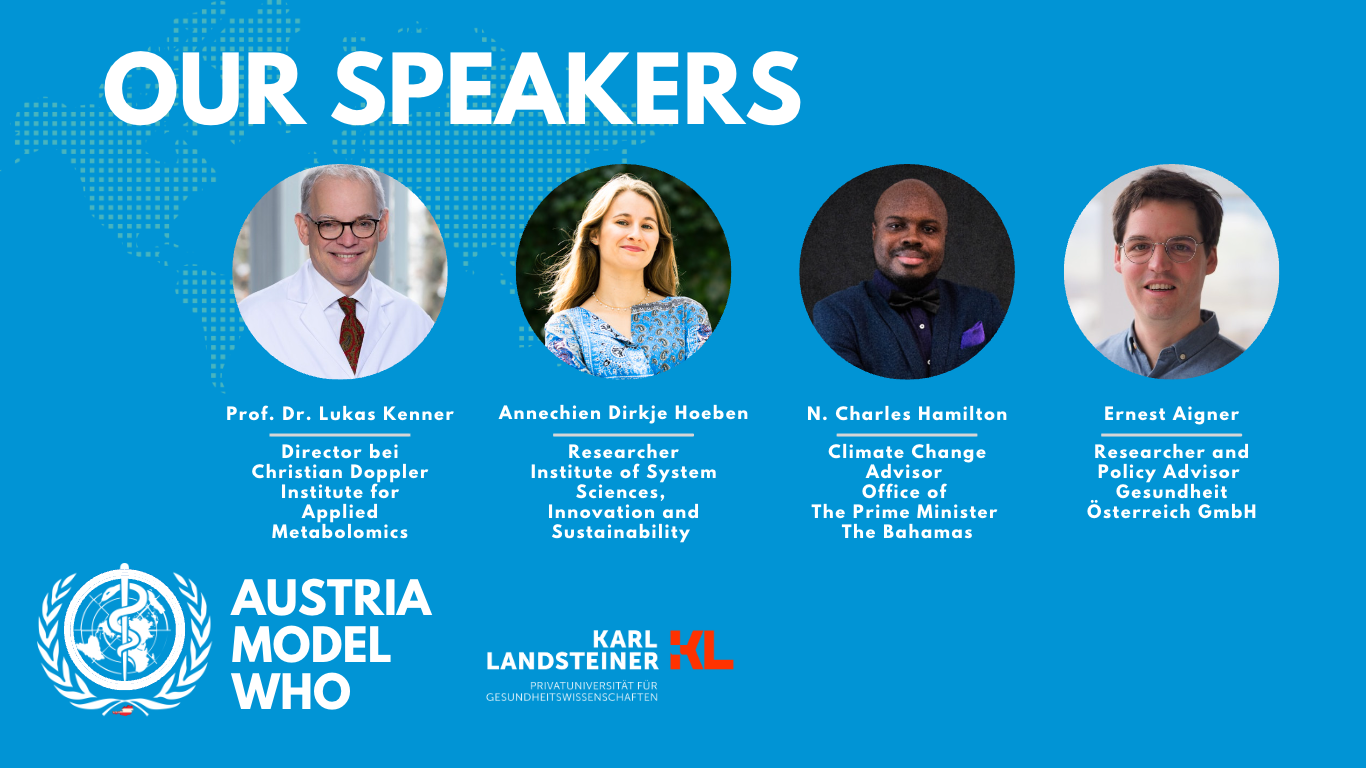 OUR SPEAKERS
Prof. Dr. Lukas Kenner
Director bei
Christian Doppler
Institute for
Applied
Metabolomics
Annechien Dirkje Hoeben
Researcher
Institute of System
Sciences,
Innovation and
Sustainability
N. Charles Hamilton
Climate Change
Advisor
Office of
The Prime Minister
The Bahamas
Ernest Aigner
Researcher and
Policy Advisor
Gesundheit
Österreich GmbH
AUSTRIA
MODEL
WHO
KARL
LANDSTEINER
KL
PRIVATUNIVERSITÄT FÜR
GESUNDHEITSWISSENSCHAFTEN